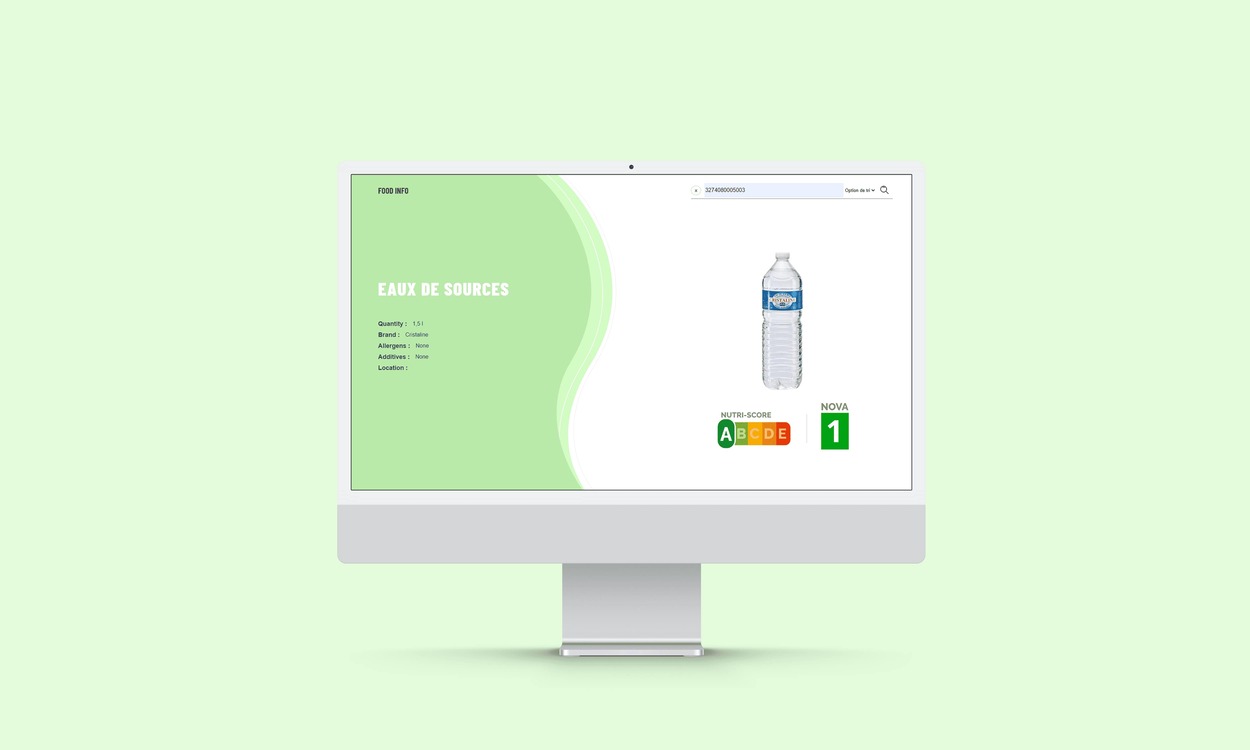 FOOD INFO
3274080005003
Option de tri
EAUX DE SOURCES
Quantity : 1,5 l
Brand : Cristaline
Allergens : None
Additives : None
Location :
NUTRI-SCORE
A B C D E
NOVA
1